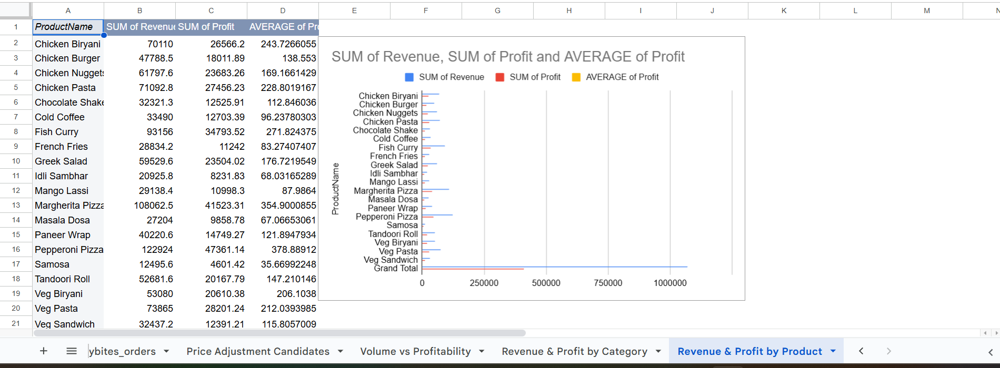 A B C D E F G H I J K L M N
1 ProductName SUM of Revenue SUM of Profit AVERAGE of Pro
2 Chicken Biryani 70110 26566.2 243.7266055
3 Chicken Burger 47788.5 18011.89 138.553
4 Chicken Nuggets 61797.6 23683.26 169.1661429
5 Chicken Pasta 71092.8 27456.23 228.8019167
6 Chocolate Shake 32321.3 12525.91 112.846036
7 Cold Coffee 33490 12703.39 96.23780303
8 Fish Curry 93156 34793.52 271.824375
9 French Fries 28834.2 11242 83.27407407
10 Greek Salad 59529.6 23504.02 176.7219549
11 Idli Sambhar 20925.8 8231.83 68.03165289
12 Mango Lassi 29138.4 10998.3 87.9864
13 Margherita Pizza 108062.5 41523.31 354.9000855
14 Masala Dosa 27204 9858.78 67.06653061
15 Paneer Wrap 40220.6 14749.27 121.8947934
16 Pepperoni Pizza 122924 47361.14 378.88912
17 Samosa 12495.6 4601.42 35.66992248
18 Tandoori Roll 52681.6 20167.79 147.210146
19 Veg Biryani 53080 20610.38 206.1038
20 Veg Pasta 73865 28201.24 212.0393985
21 Veg Sandwich 32437.2 12391.21 115.8057009
SUM of Revenue, SUM of Profit and AVERAGE of Profit
SUM of Revenue SUM of Profit AVERAGE of Profit
ProductName
Chicken Biryani
Chicken Burger
Chicken Nuggets
Chicken Pasta
Chocolate Shake
Cold Coffee
Fish Curry
French Fries
Greek Salad
Idli Sambhar
Mango Lassi
Margherita Pizza
Masala Dosa
Paneer Wrap
Pepperoni Pizza
Samosa
Tandoori Roll
Veg Biryani
Veg Pasta
Veg Sandwich
Grand Total
0 250000 500000 750000 1000000
ybites_orders Price Adjustment Candidates Volume vs Profitability Revenue & Profit by Category Revenue & Profit by Product